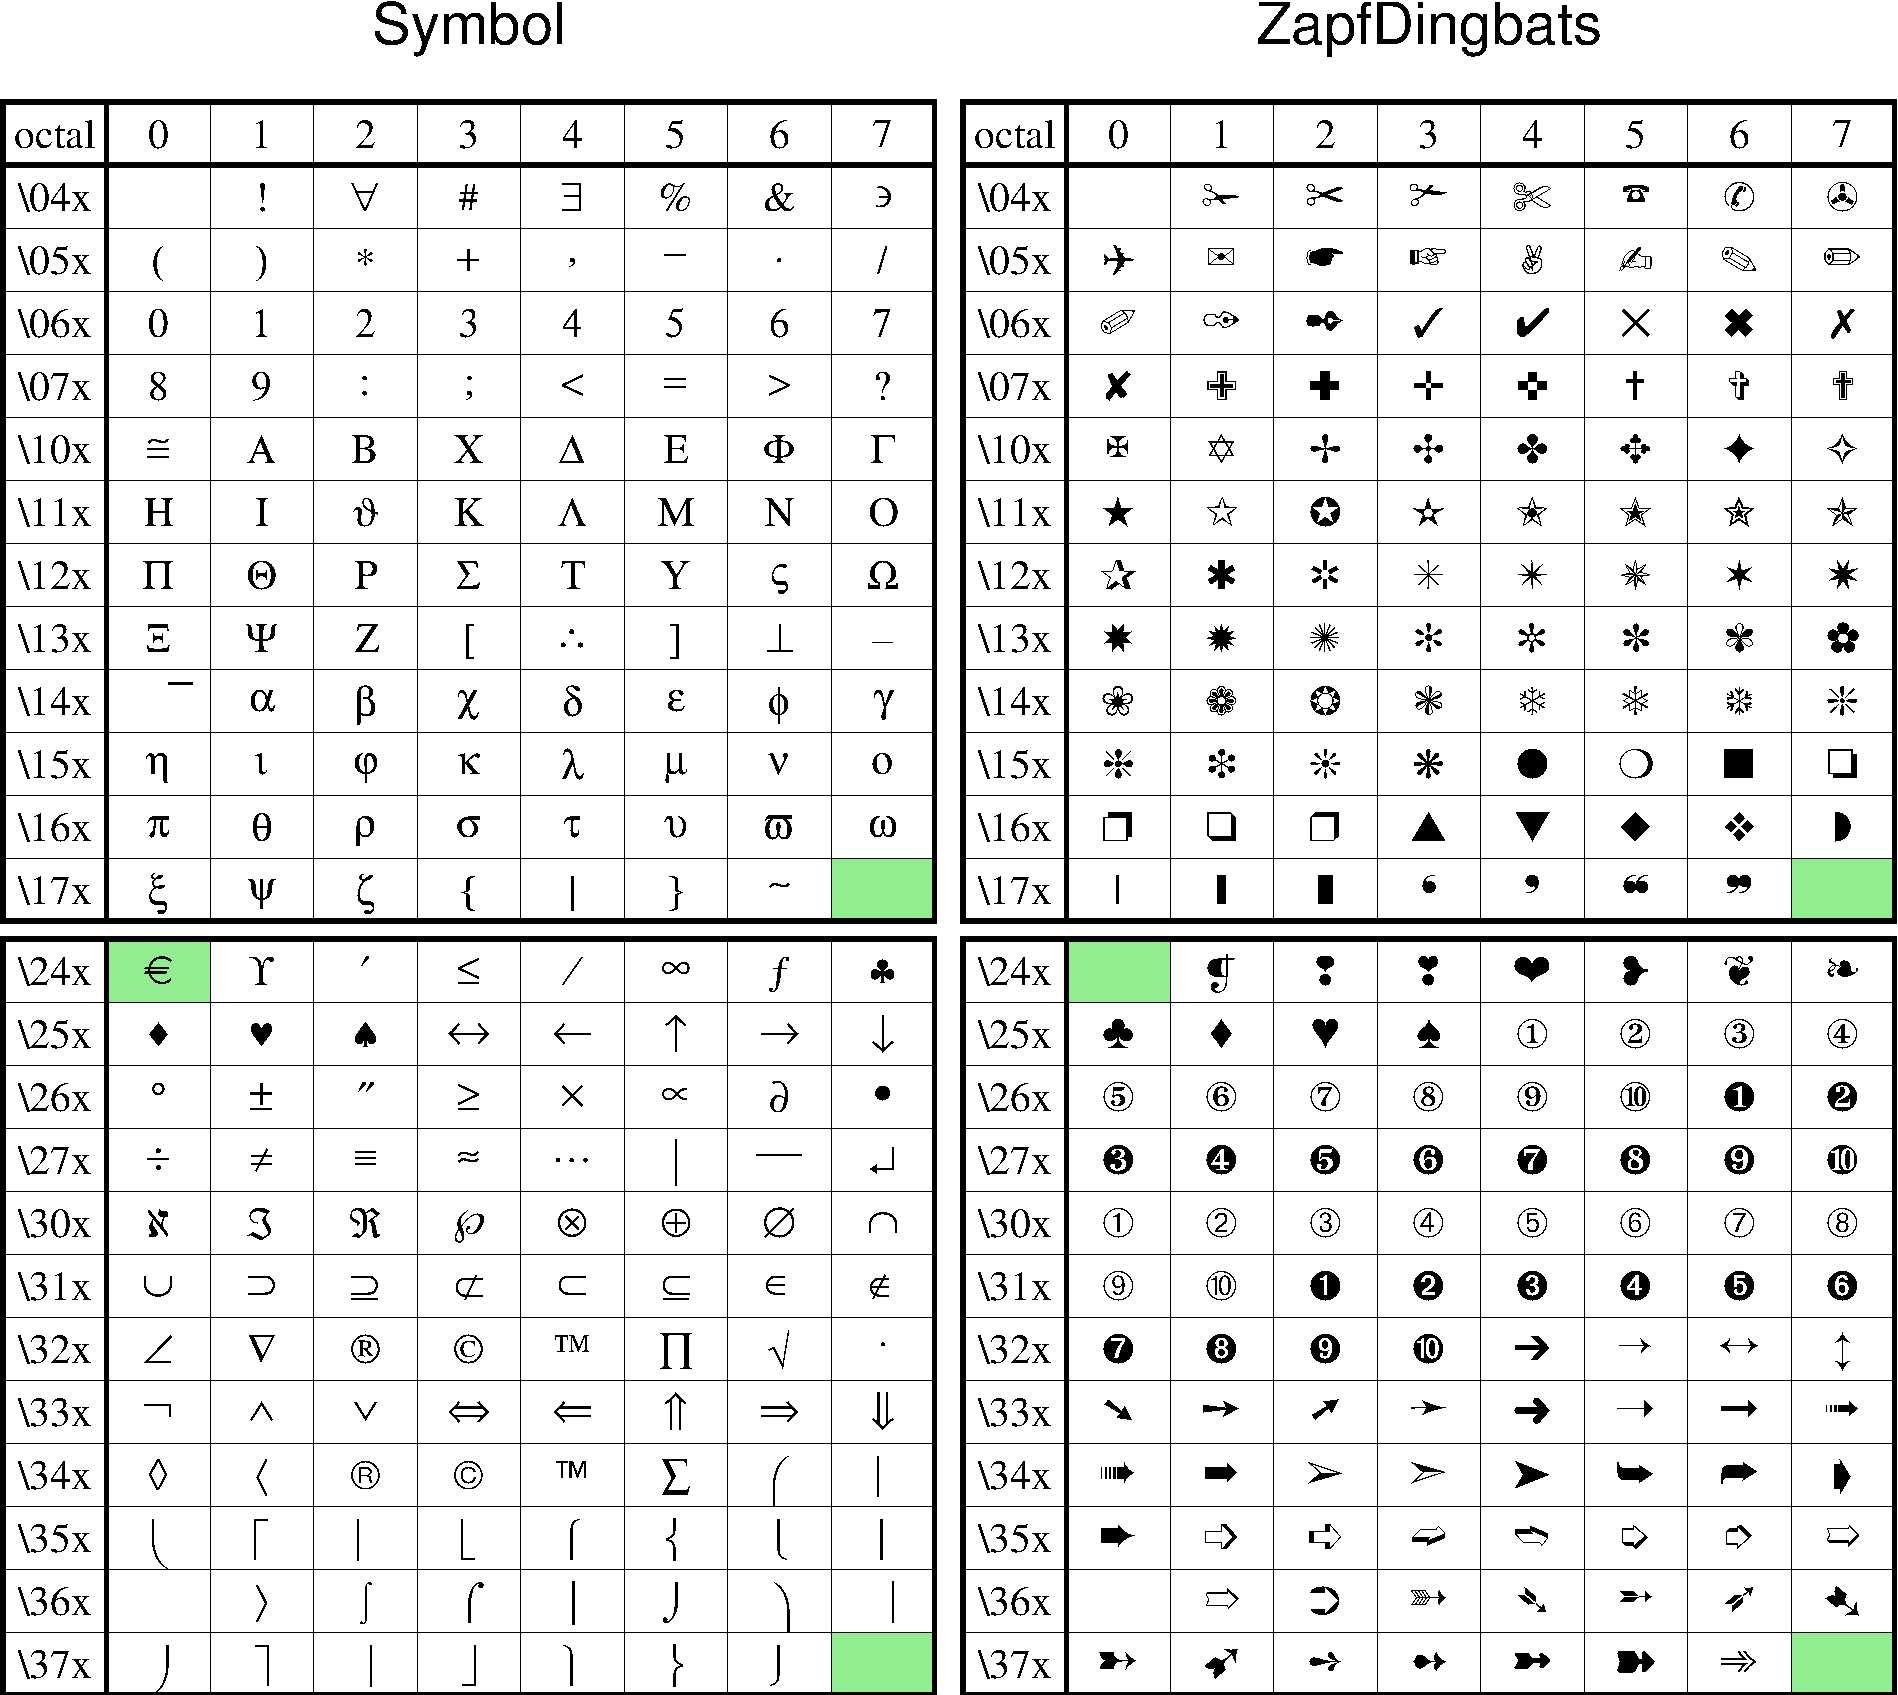 Symbol ZapfDingbats
octal 0 1 2 3 4 5 6 7 octal 0 1 2 3 4 5 6 7
\04x ! ∀ # ∃ % & ∍ \04x ✁ ✂ ✃ ✄ ☎ ✆ ✇
\05x ( ) ∗ + , − . / \05x ✈ ✉ ☛ ☞ ✌ ✍ ✎ ✏
\06x 0 1 2 3 4 5 6 7 \06x ✐ ✑ ✒ ✓ ✔ ✕ ✖ ✗
\07x 8 9 : ; < = > ? \07x ✘ ✙ ✚ ✛ ✜ ✝ ✞ ✟
\10x ≅ Α Β Χ Δ Ε Φ Γ \10x ✠ ✡ ✢ ✣ ✤ ✥ ✦ ✧
\11x Η Ι ϑ Κ Λ Μ Ν Ο \11x ★ ✩ ✪ ✫ ✬ ✭ ✮ ✯
\12x Π Θ Ρ Σ Τ Υ ς Ω \12x ✰ ✱ ✲ ✳ ✴ ✵ ✶ ✷
\13x Ξ Ψ Ζ [ ∴ ] ⊥ _ \13x ✸ ✹ ✺ ✻ ✼ ✽ ✾ ✿
\14x ‾ α β χ δ ε φ γ \14x ❀ ❁ ❂ ❃ ❄ ❅ ❆ ❇
\15x η ι ϕ κ λ μ ν ο \15x ❈ ❉ ❊ ❋ ● ❍ ■ ❏
\16x π θ ρ σ τ υ ϖ ω \16x ❐ ❑ ❒ ▲ ▼ ◆ ❖ ◗
\17x ξ ψ ζ { | } ~ \17x ❘ ❙ ❚ ❛ ❜ ❝ ❞
\24x € ϒ ′ ≤ ⁄ ∞ ƒ ♣ \24x ❡ ❢ ❣ ❤ ❥ ❦ ❧
\25x ♦ ♥ ♠ ↔ ← ↑ → ↓ \25x ♣ ♦ ♥ ♠ ① ② ③ ④
\26x ° ± ″ ≥ × ∝ ∂ • \26x ⑤ ⑥ ⑦ ⑧ ⑨ ⑩ ❶ ❷
\27x ÷ ≠ ≡ ≈ … ⏐ ⎯ ↵ \27x ❸ ❹ ❺ ❻ ❼ ❽ ❾ ❿
\30x ℵ ℑ ℜ ℘ ⊗ ⊕ ∅ ∩ \30x ➀ ➁ ➂ ➃ ➄ ➅ ➆ ➇
\31x ∪ ⊃ ⊇ ⊄ ⊂ ⊆ ∈ ∉ \31x ➈ ➉ ➊ ➋ ➌ ➍ ➎ ➏
\32x ∠ ∇ ® © ™ ∏ √ ⋅ \32x ➐ ➑ ➒ ➓ ➔ → ↔ ↕
\33x ¬ ∧ ∨ ⇔ ⇐ ⇑ ⇒ ⇓ \33x ➘ ➙ ➚ ➛ ➜ ➝ ➞ ➟
\34x ◊ 〈 ® © ™ ∑ ⎛ ⎜ \34x ➠ ➡ ➢ ➣ ➤ ➥ ➦ ➧
\35x ⎝ ⎡ ⎢ ⎣ ⎧ ⎨ ⎩ ⎪ \35x ➨ ➩ ➪ ➫ ➬ ➭ ➮ ➯
\36x 〉 ∫ ⌠ ⎮ ⌡ ⎞ ⎟ \36x ➱ ➲ ➳ ➴ ➵ ➶ ➷
\37x ⎠ ⎤ ⎥ ⎦ ⎫ ⎬ ⎭ \37x ➸ ➹ ➺ ➻ ➼ ➽ ➾